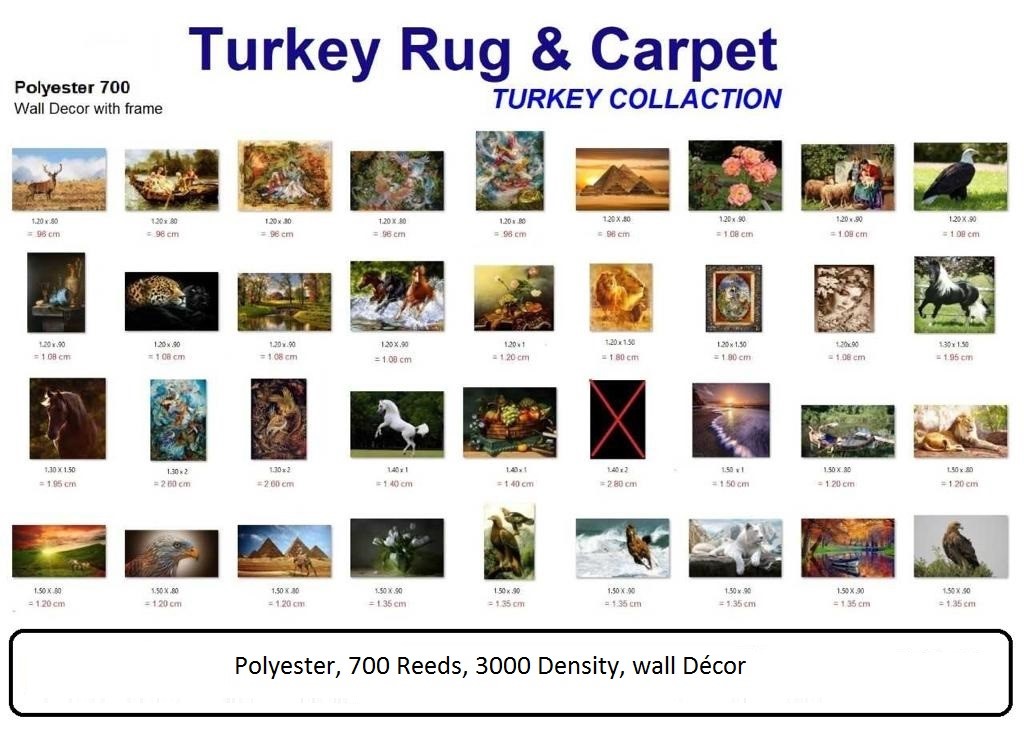 Turkey Rug & Carpet
Polyester 700
TURKEY COLLACTION
Wall Decor with frame
1.20 x .80 1.20 x .80 1.20 x .80 1.20 X .80 1.20 x .80 1.20 X .80 1.20 x .90 1.20 x .90 1.20 X .90
= .96 cm = .96 cm = .96 cm = .96 cm = .96 cm = .96 cm = 1.08 cm = 1.08 cm = 1.08 cm
1.20 x .90 1.20 x .90 1.20 x .90 1.20 X .90 1.20 x 1 1.20 x 1.50 1.20 x 1.50 1.20x.90 1.30 x 1.50
= 1.08 cm = 1.08 cm = 1.08 cm = 1.08 cm = 1.20 cm = 1.80 cm = 1.80 cm = 1.08 cm = 1.95 cm
1.30 X 1.50 1.30 x 2 1.30 x 2 1.40 x 1 1.40 x 1 1.40 x 2 1.50 x 1 1.50 X .80 1.50 x .80
= 1.95 cm = 2.60 cm = 2.60 cm = 1.40 cm = 1.40 cm = 2.80 cm = 1.50 cm = 1.20 cm = 1.20 cm
1.50 X .80 1.50 X .80 1.50 X .80 1.50 X .90 1.50 x .90 1.50 X .90 1.50 x .90 1.50 X .90 1.50 X .90
= 1.20 cm = 1.20 cm = 1.20 cm = 1.35 cm = 1.35 cm = 1.35 cm = 1.35 cm = 1.35 cm = 1.35 cm
Polyester, 700 Reeds, 3000 Density, wall Décor